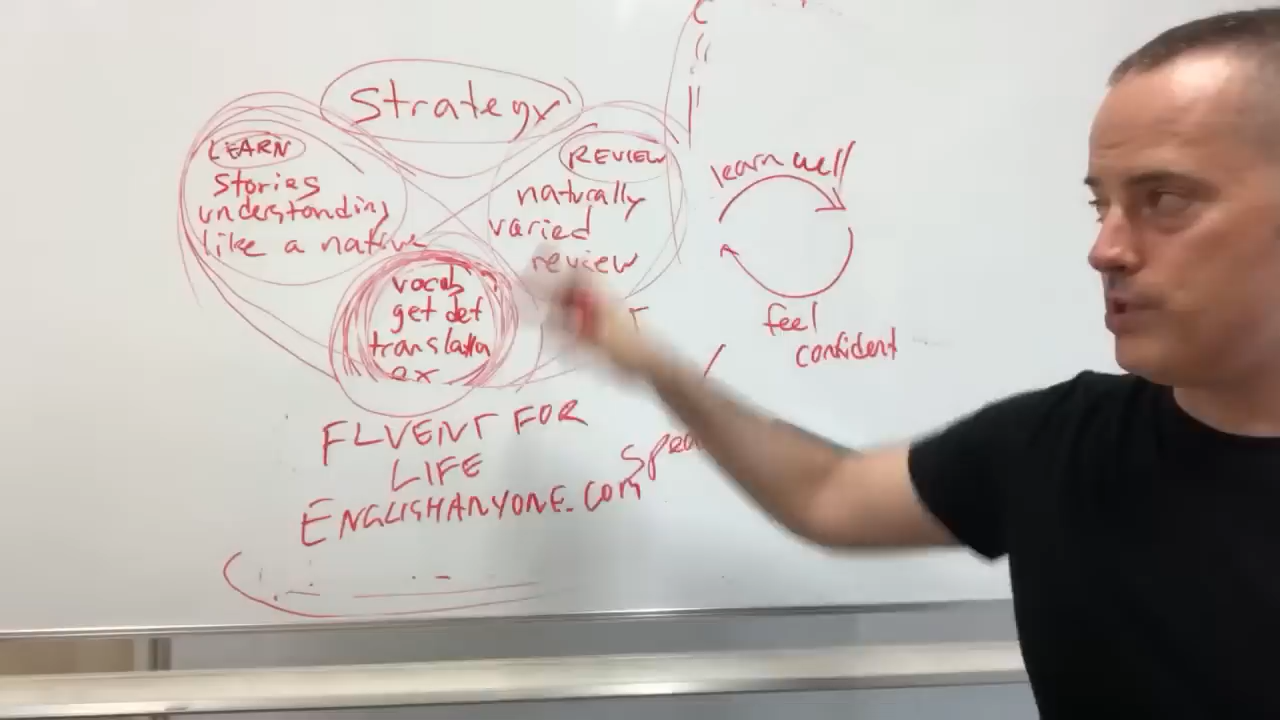 Strategy
LEARN
stories
understanding
like a native
REVIEW
naturally
varied
review
vocab
get def
translation
ex
learn well
feel
confident
FLUENT FOR
LIFE
ENGLISHANYONE.COM